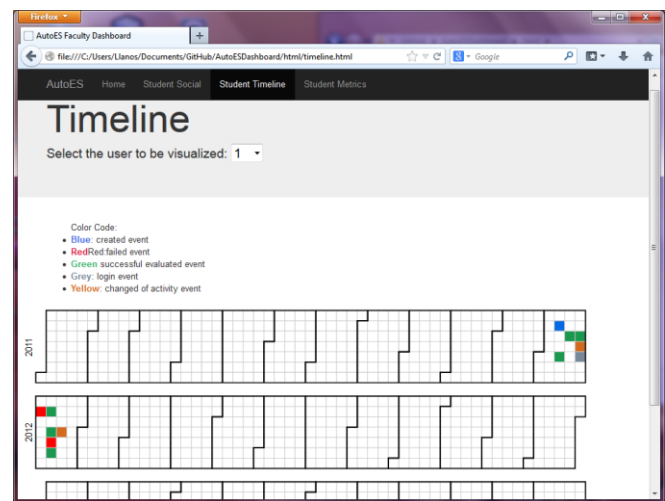 Firefox
AutoES Faculty Dashboard
file:///C:/Users/Llanos/Documents/GitHub/AutoESDashboard/html/timeline.html
Google
AutoES Home Student Social Student Timeline Student Metrics
Timeline
Select the user to be visualized: 1
Color Code:
Blue: created event
RedRed:failed event
Green successful evaluated event
Grey: login event
Yellow: changed of activity event
2011
2012